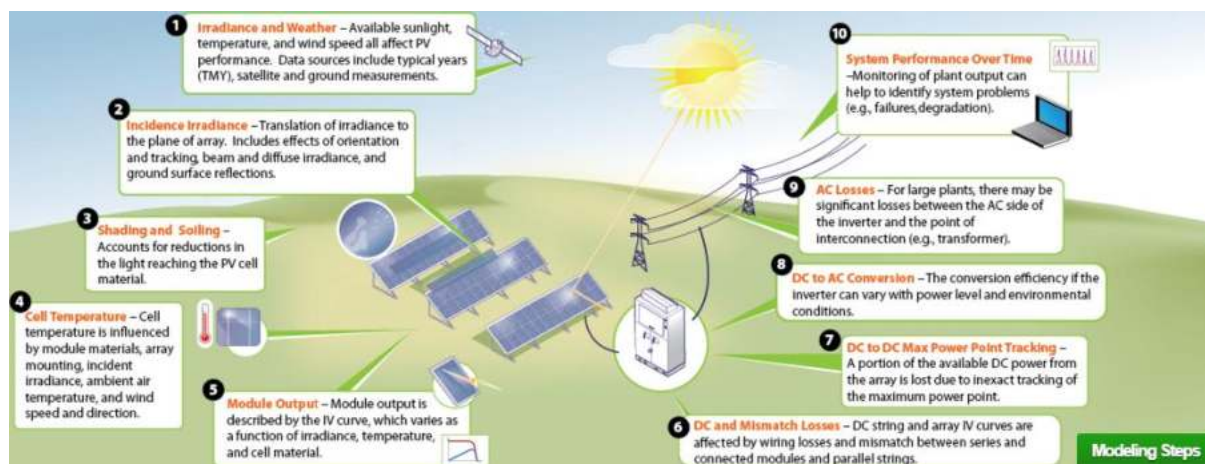 1
Irradiance and Weather – Available sunlight,
temperature, and wind speed all affect PV
performance. Data sources include typical years
(TMY), satellite and ground measurements.
2
Incidence Irradiance – Translation of irradiance to
the plane of array. Includes effects of orientation
and tracking, beam and diffuse irradiance, and
ground surface reflections.
3
Shading and Soiling –
Accounts for reductions in
the light reaching the PV cell
material.
4
Cell Temperature – Cell
temperature is influenced
by module materials, array
mounting, incident
irradiance, ambient air
temperature, and wind
speed and direction.
5
Module Output – Module output is
described by the IV curve, which varies as
a function of irradiance, temperature,
and cell material.
6
DC and Mismatch Losses – DC string and array IV curves are
affected by wiring losses and mismatch between series and
connected modules and parallel strings.
7
DC to DC Max Power Point Tracking –
A portion of the available DC power from
the array is lost due to inexact tracking of
the maximum power point.
8
DC to AC Conversion – The conversion efficiency if the
inverter can vary with power level and environmental
conditions.
9
AC Losses – For large plants, there may be
significant losses between the AC side of
the inverter and the point of
interconnection (e.g., transformer).
10
System Performance Over Time
–Monitoring of plant output can
help to identify system problems
(e.g., failures,degradation).
Modeling Steps